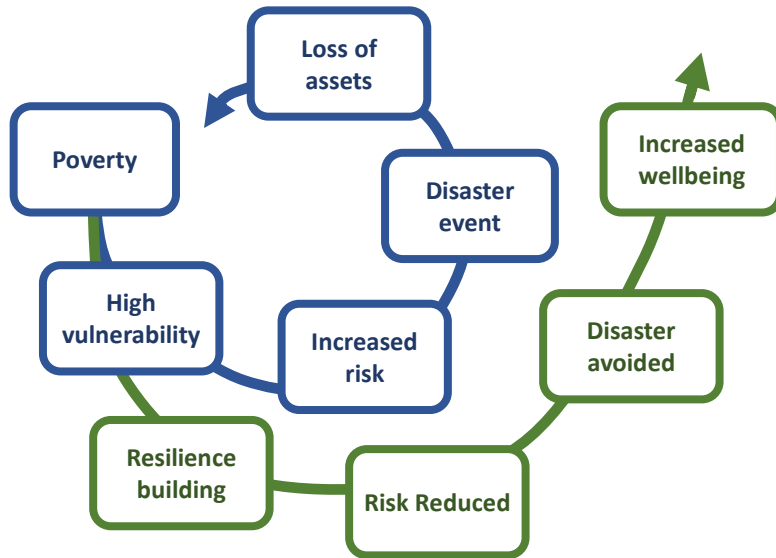 Loss of
assets
Poverty
Increased
wellbeing
Disaster
event
High
vulnerability
Increased
risk
Disaster
avoided
Resilience
building
Risk Reduced